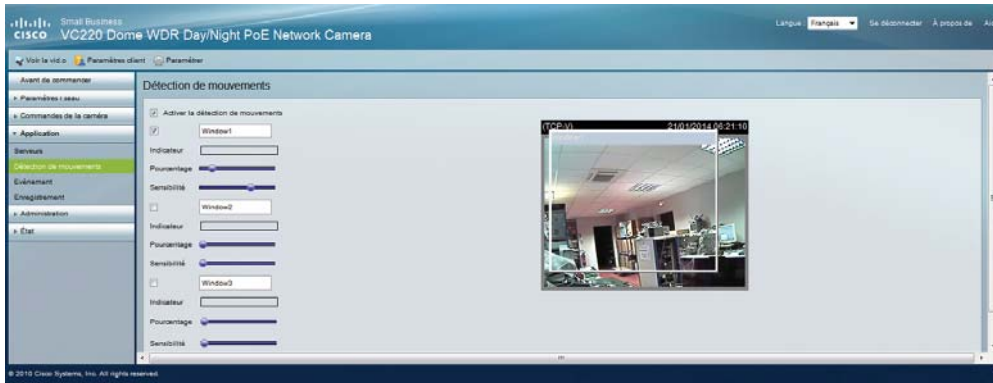 Small Business
CISCO VC220 Dome WDR Day/Night PoE Network Camera
Langue Français Se déconnecter À propos de
Voir la vid o Paramètres client Paramétrer
Avant de commencer
Paramètres r seau
Commandes de la caméra
Application
Serveurs
Détection de mouvements
Evènement
Enregistrement
Administration
État
Détection de mouvements
Activer la détection de mouvements
Window1
Indicateur
Pourcentage
Sensibilité
Window2
Indicateur
Pourcentage
Sensibilité
Window3
Indicateur
Pourcentage
Sensibilité
(TCP-V) 21/01/2014 06:21:10
© 2010 Cisco Systems, Inc. All rights reserved.